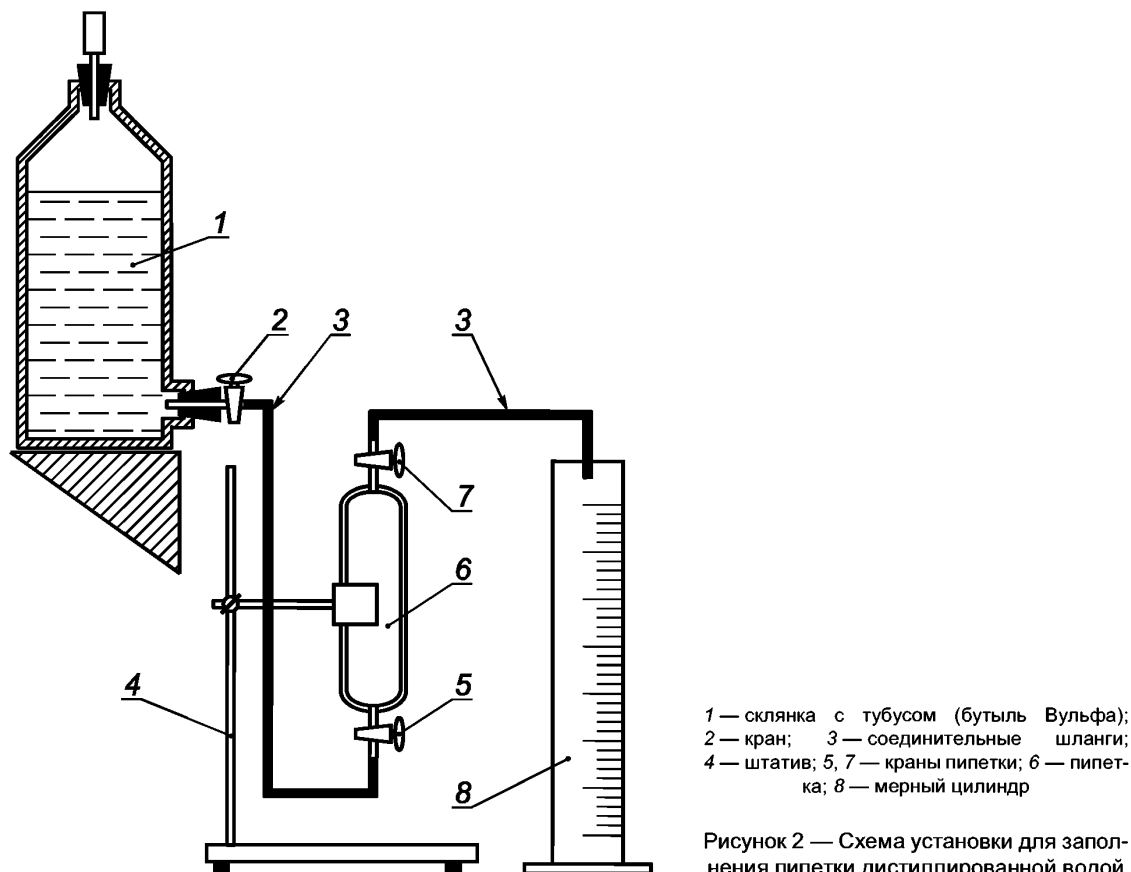 1
2
3
3
7
6
4
5
8
1 — склянка с тубусом (бутыль Вульфа);
2 — кран; 3 — соединительные шланги;
4 — штатив; 5, 7 — краны пипетки; 6 — пипет-
ка; 8 — мерный цилиндр
Рисунок 2 — Схема установки для запол-
нения пипетки дистиллированной водой